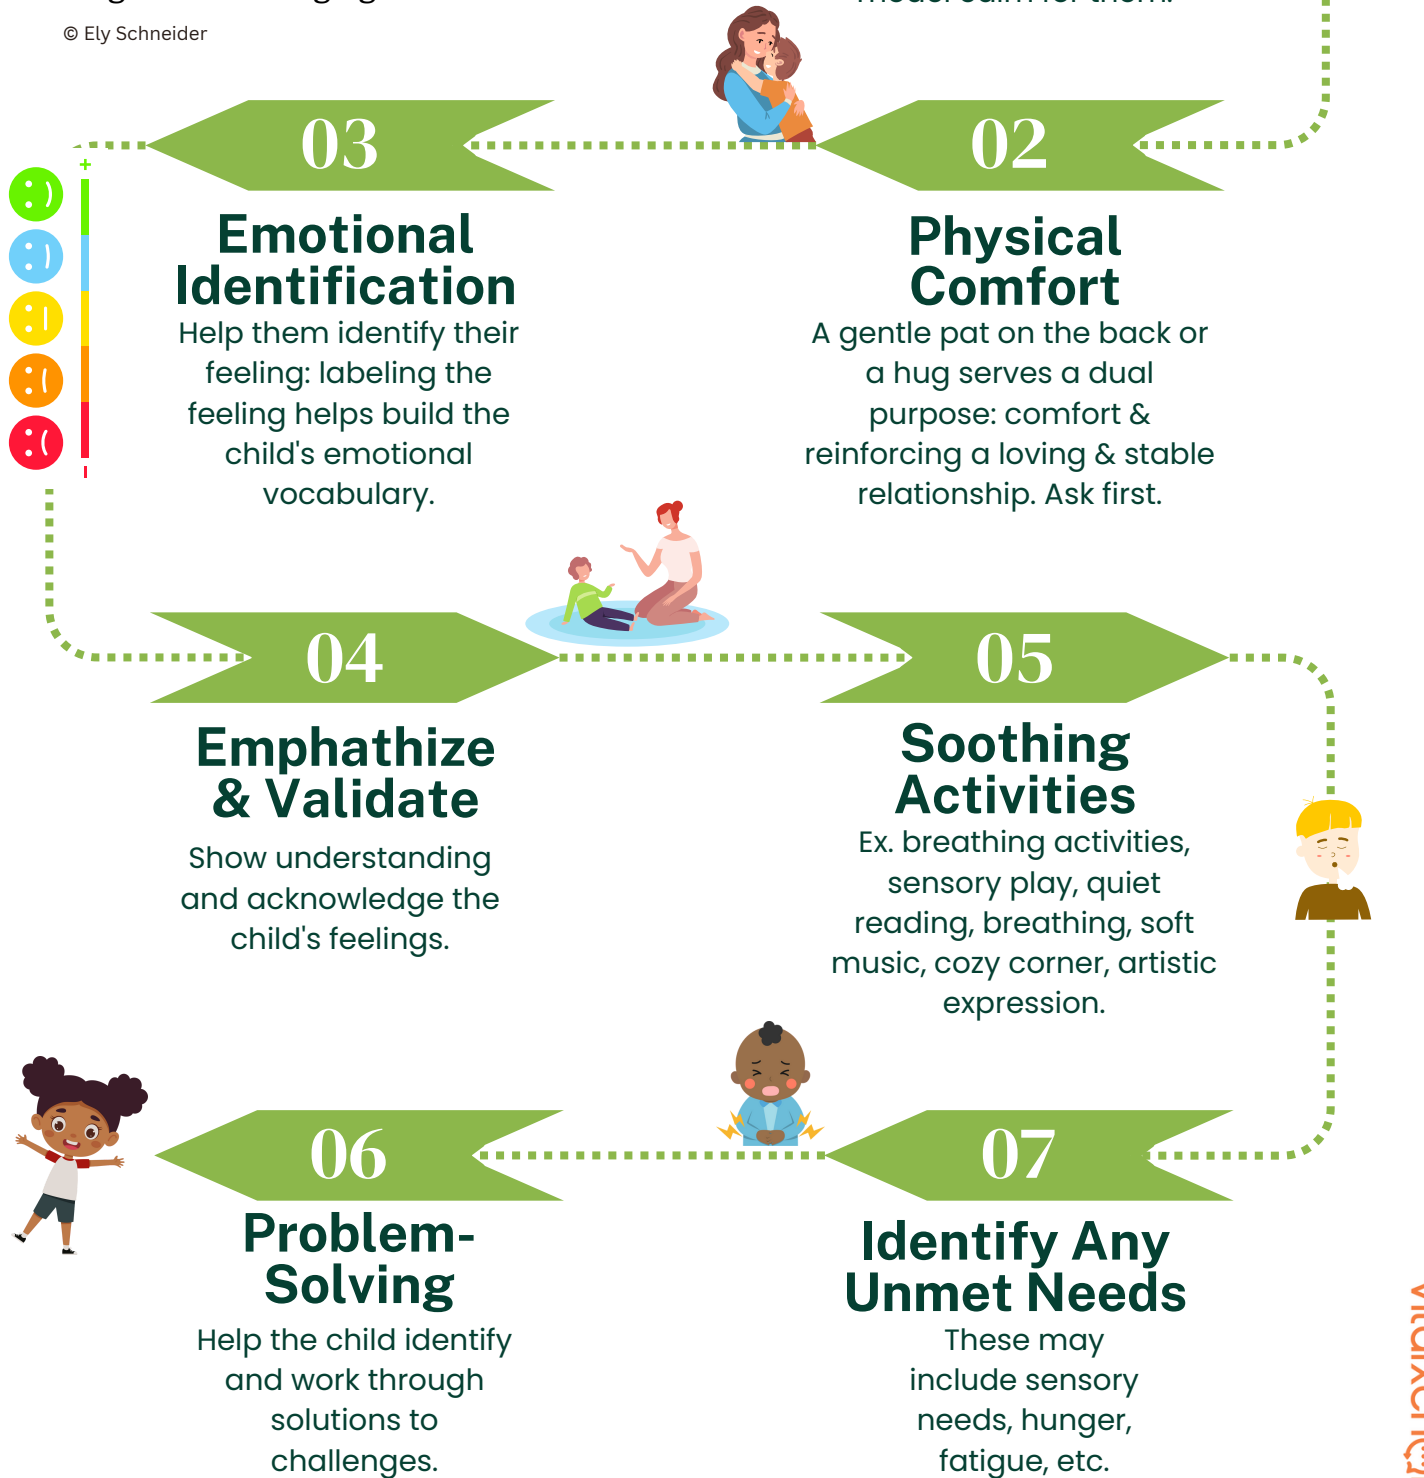 © Ely Schneider
model calm for them.
03
02
Emotional
Identification
Help them identify their
feeling: labeling the
feeling helps build the
child's emotional
vocabulary.
Physical
Comfort
A gentle pat on the back or
a hug serves a dual
purpose: comfort &
reinforcing a loving & stable
relationship. Ask first.
04
05
Emphathize
& Validate
Show understanding
and acknowledge the
child's feelings.
Soothing
Activities
Ex. breathing activities,
sensory play, quiet
reading, breathing, soft
music, cozy corner, artistic
expression.
06
07
Problem-
Solving
Help the child identify
and work through
solutions to
challenges.
Identify Any
Unmet Needs
These may
include sensory
needs, hunger,
fatigue, etc.